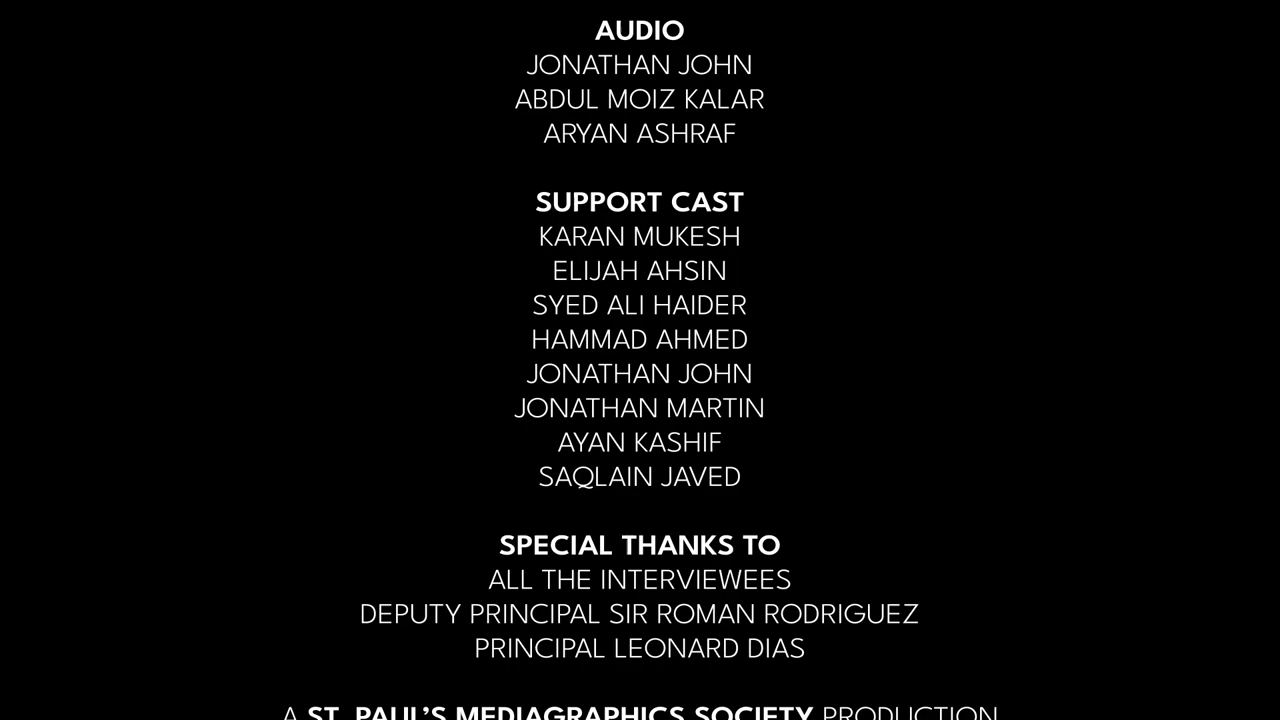 AUDIO
JONATHAN JOHN
ABDUL MOIZ KALAR
ARYAN ASHRAF
SUPPORT CAST
KARAN MUKESH
ELIJAH AHSIN
SYED ALI HAIDER
HAMMAD AHMED
JONATHAN JOHN
JONATHAN MARTIN
AYAN KASHIF
SAQLAIN JAVED
SPECIAL THANKS TO
ALL THE INTERVIEWEES
DEPUTY PRINCIPAL SIR ROMAN RODRIGUEZ
PRINCIPAL LEONARD DIAS
A ST. PAUL'S MEDIAGRAPHICS SOCIETY PRODUCTION